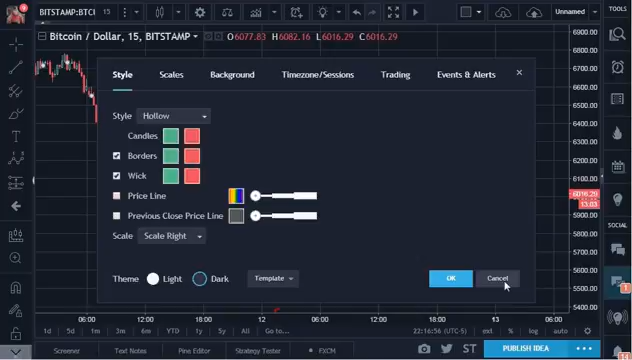 BITSTAMP:BTCI 15
Unnamed
TOOLS
Bitcoin / Dollar, 15, BITSTAMP
O6077.83 H6082.16 L6016.29 C6016.29
6900.00
6800.00
6700.00
6600.00
6500.00
6400.00
6300.00
6200.00
6100.00
6016.29
13:03
5900.00
5800.00
5700.00
5600.00
5500.00
5400.00
Style Scales Background Timezone/Sessions Trading Events & Alerts
Style Hollow
Candles
Borders
Wick
Price Line
Previous Close Price Line
Scale Scale Right
Theme Light Dark Template OK Cancel
SOCIAL
1
06:00 12:00 18:00 12 06:00 12:00 18:00 13 06:00
1d 5d 1m 3m 6m YTD 1y 5y All Go to...
22:16:56 (UTC-5) ext % log auto
Screener Text Notes Pine Editor Strategy Tester FXCM
ST PUBLISH IDEA
14